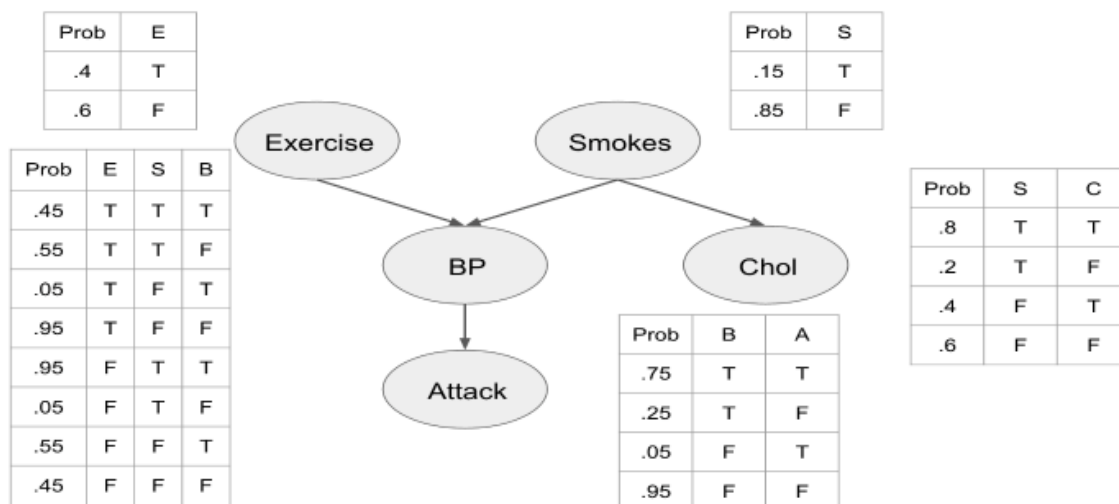 Prob E
.4 T
.6 F
Prob S
.15 T
.85 F
Exercise
Smokes
Prob E S B
.45 T T T
.55 T T F
.05 T F T
.95 T F F
.95 F T T
.05 F T F
.55 F F T
.45 F F F
BP
Chol
Prob S C
.8 T T
.2 T F
.4 F T
.6 F F
Attack
Prob B A
.75 T T
.25 T F
.05 F T
.95 F F